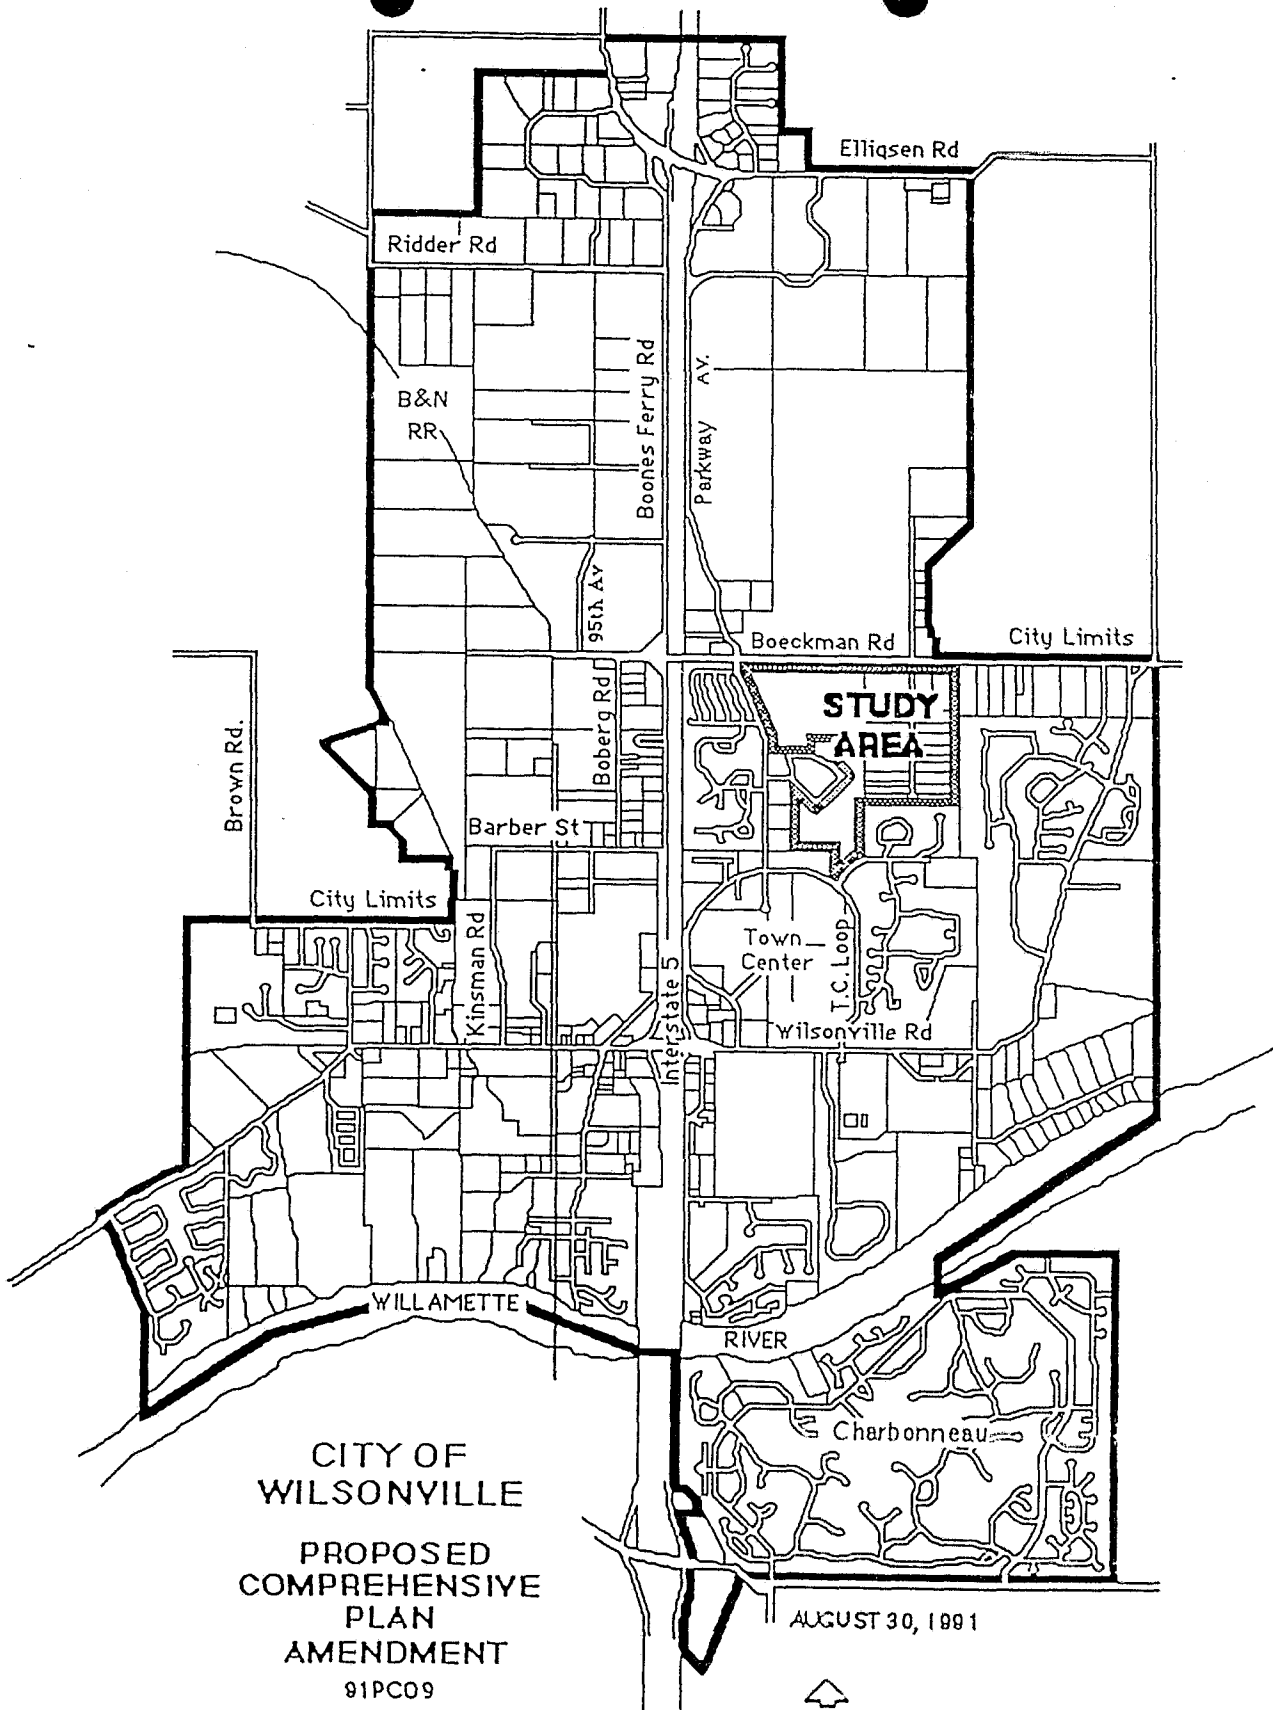 Elligsen Rd
Ridder Rd
B&N
RR
Boones Ferry Rd
Parkway AV.
95th AV
Boeckman Rd
City Limits
STUDY
AREA
Brown Rd.
Boberg Rd
Barber St
City Limits
Kinsman Rd
Interstate 5
Town
Center
T.C. Loop
Wilsonville Rd
WILLAMETTE
RIVER
Charbonneau
CITY OF
WILSONVILLE
PROPOSED
COMPREHENSIVE
PLAN
AMENDMENT
91PC09
AUGUST 30, 1991